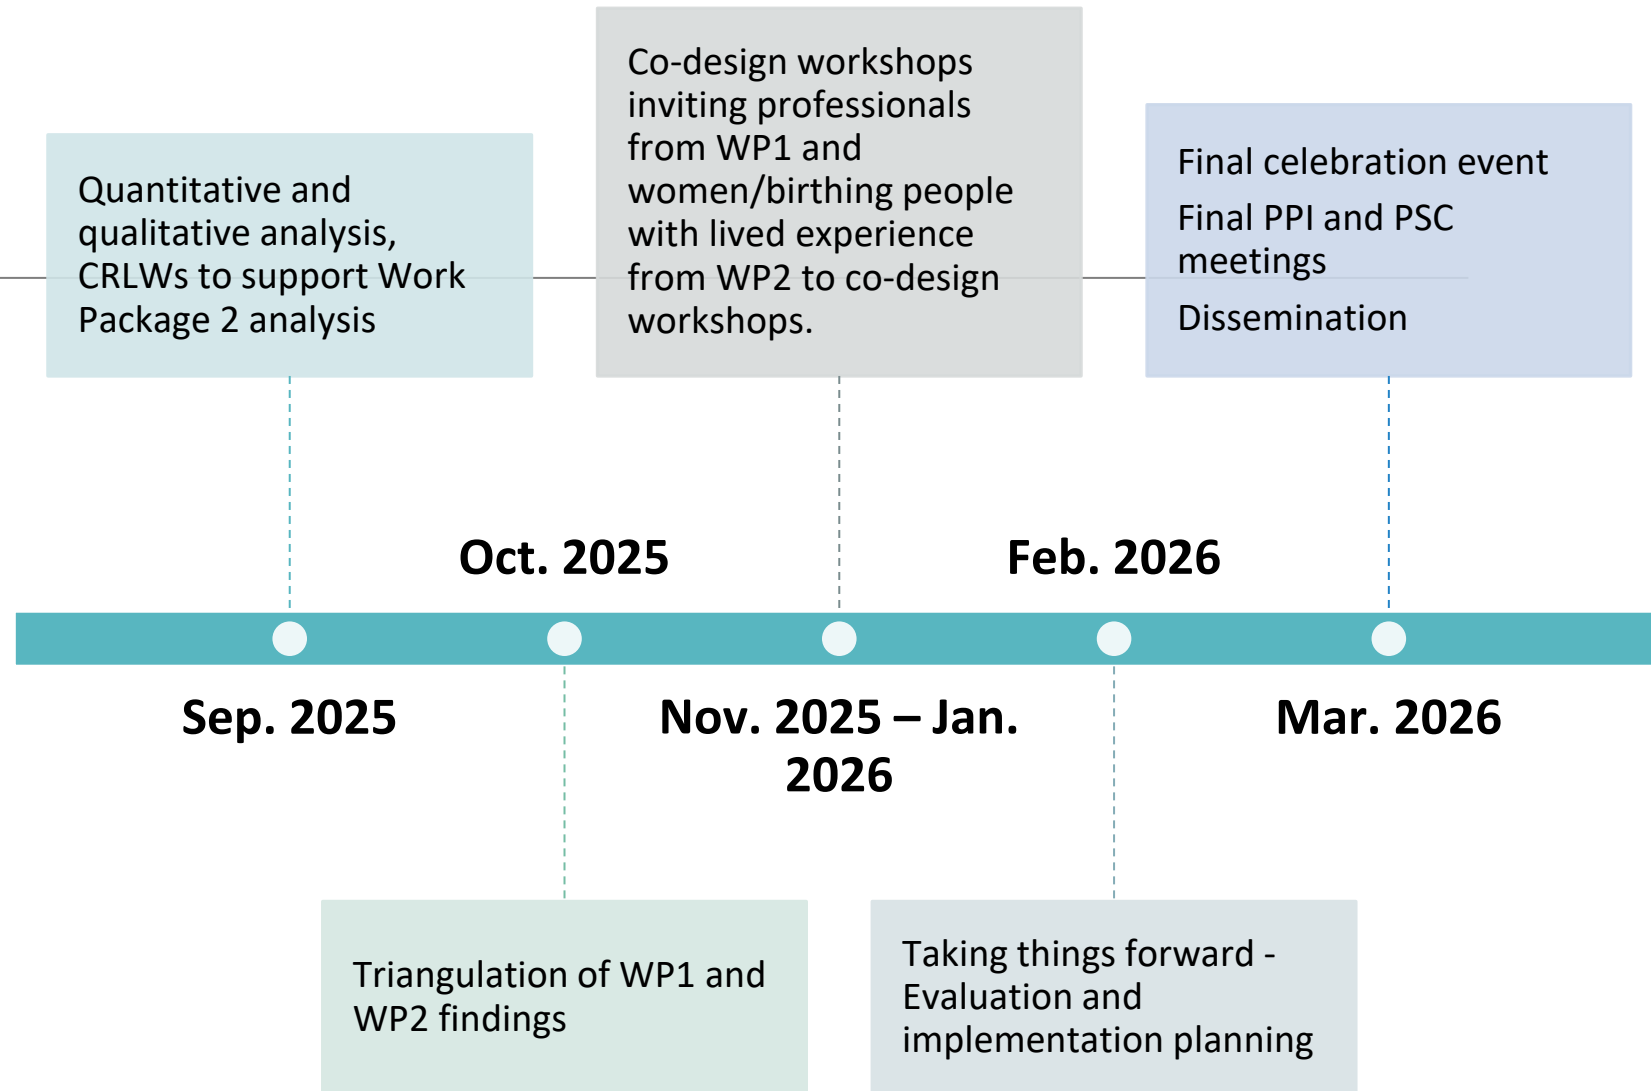 Quantitative and
qualitative analysis,
CRLWs to support Work
Package 2 analysis
Co-design workshops
inviting professionals
from WP1 and
women/birthing people
with lived experience
from WP2 to co-design
workshops.
Final celebration event
Final PPI and PSC
meetings
Dissemination
Oct. 2025
Feb. 2026
Sep. 2025
Nov. 2025 – Jan.
2026
Mar. 2026
Triangulation of WP1 and
WP2 findings
Taking things forward -
Evaluation and
implementation planning